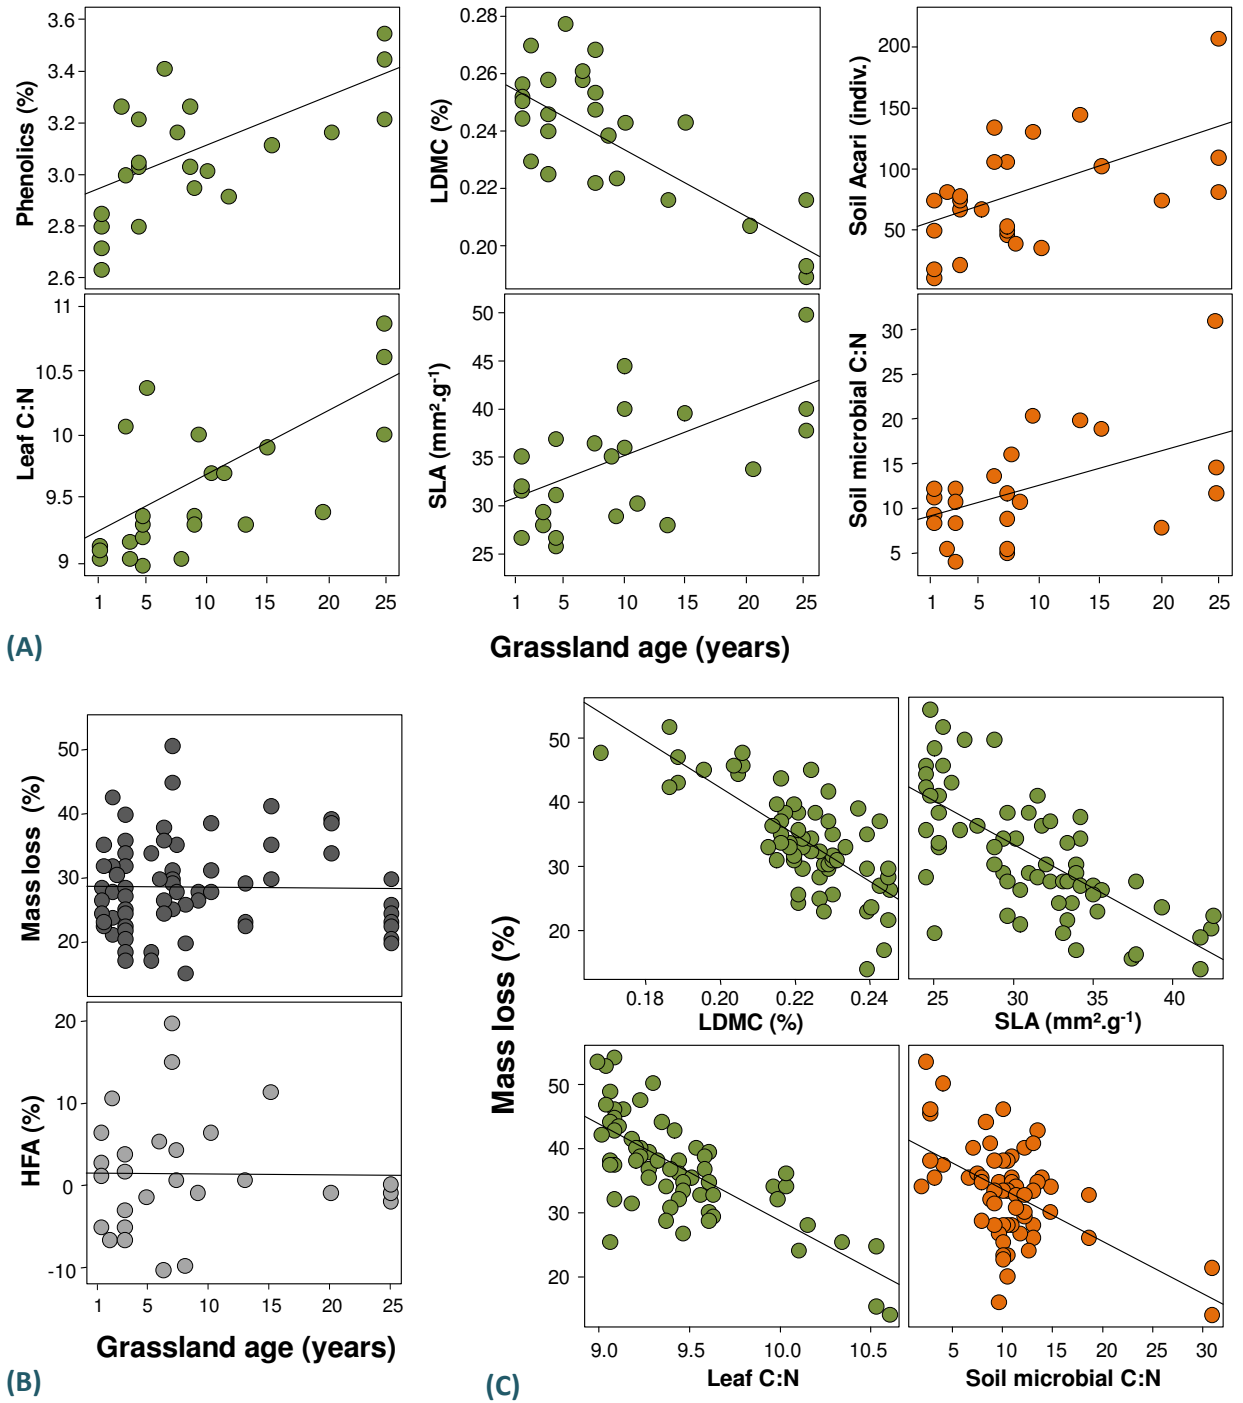 Phenolics (%)
3.6
3.4
3.2
3.0
2.8
2.6
LDMC (%)
0.28
0.26
0.24
0.22
0.20
Soil Acari (indiv.)
200
150
100
50
Leaf C:N
11
10.5
10
9.5
9
1 5 10 15 20 25
SLA (mm².g⁻¹)
50
45
40
35
30
25
1 5 10 15 20 25
Soil microbial C:N
30
25
20
15
10
5
1 5 10 15 20 25
Grassland age (years)
(A)
Mass loss (%)
50
40
30
20
HFA (%)
20
10
0
-10
1 5 10 15 20 25
Grassland age (years)
(B)
Mass loss (%)
50
40
30
20
0.18 0.20 0.22 0.24
LDMC (%)
25 30 35 40
SLA (mm².g⁻¹)
50
40
30
20
9.0 9.5 10.0 10.5
Leaf C:N
5 10 15 20 25 30
Soil microbial C:N
(C)